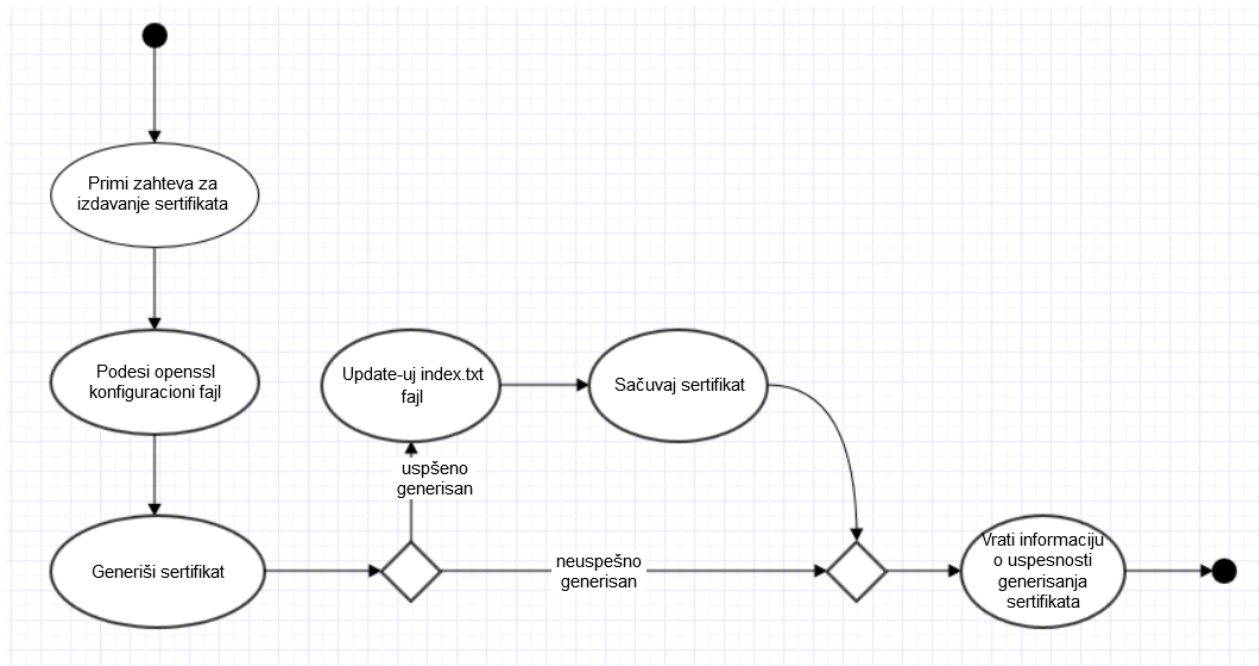 Primi zahteva za
izdavanje sertifikata
Podesi openssl
konfiguracioni fajl
Generiši sertifikat
uspšeno
generisan
Update-uj index.txt
fajl
Sačuvaj sertifikat
neuspešno
generisan
Vrati informaciju
o uspesnosti
generisanja
sertifikata